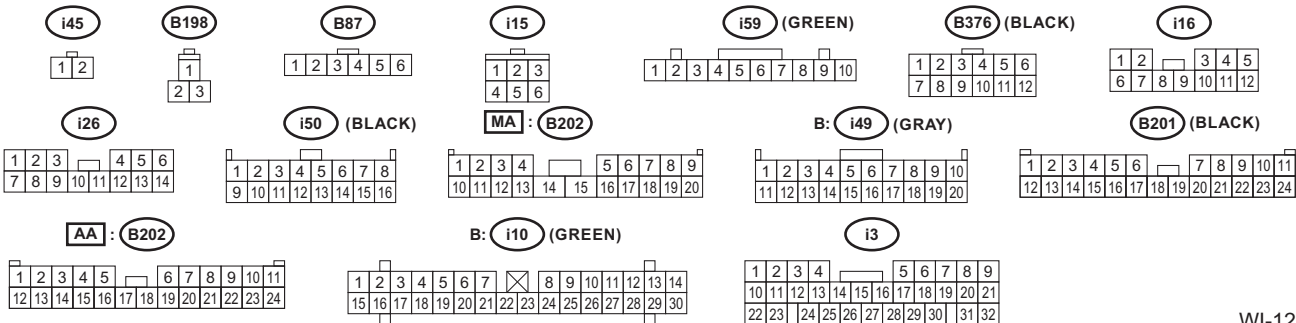 i45 B198 B87 i15 i59 (GREEN) B376 (BLACK) i16
1 2
1
2 3
1 2 3 4 5 6
1 2 3
4 5 6
1 2 3 4 5 6 7 8 9 10
1 2 3 4 5 6
7 8 9 10 11 12
1 2 3 4 5
6 7 8 9 10 11 12
i26 i50 (BLACK) MA : B202 B: i49 (GRAY) B201 (BLACK)
1 2 3 4 5 6
7 8 9 10 11 12 13 14
1 2 3 4 5 6 7 8
9 10 11 12 13 14 15 16
1 2 3 4 5 6 7 8 9
10 11 12 13 14 15 16 17 18 19 20
1 2 3 4 5 6 7 8 9 10
11 12 13 14 15 16 17 18 19 20
1 2 3 4 5 6 7 8 9 10 11
12 13 14 15 16 17 18 19 20 21 22 23 24
AA : B202 B: i10 (GREEN) i3
1 2 3 4 5 6 7 8 9 10 11
12 13 14 15 16 17 18 19 20 21 22 23 24
1 2 3 4 5 6 7 8 9 10 11 12 13 14
15 16 17 18 19 20 21 22 23 24 25 26 27 28 29 30
1 2 3 4 5 6 7 8 9
10 11 12 13 14 15 16 17 18 19 20 21
22 23 24 25 26 27 28 29 30 31 32